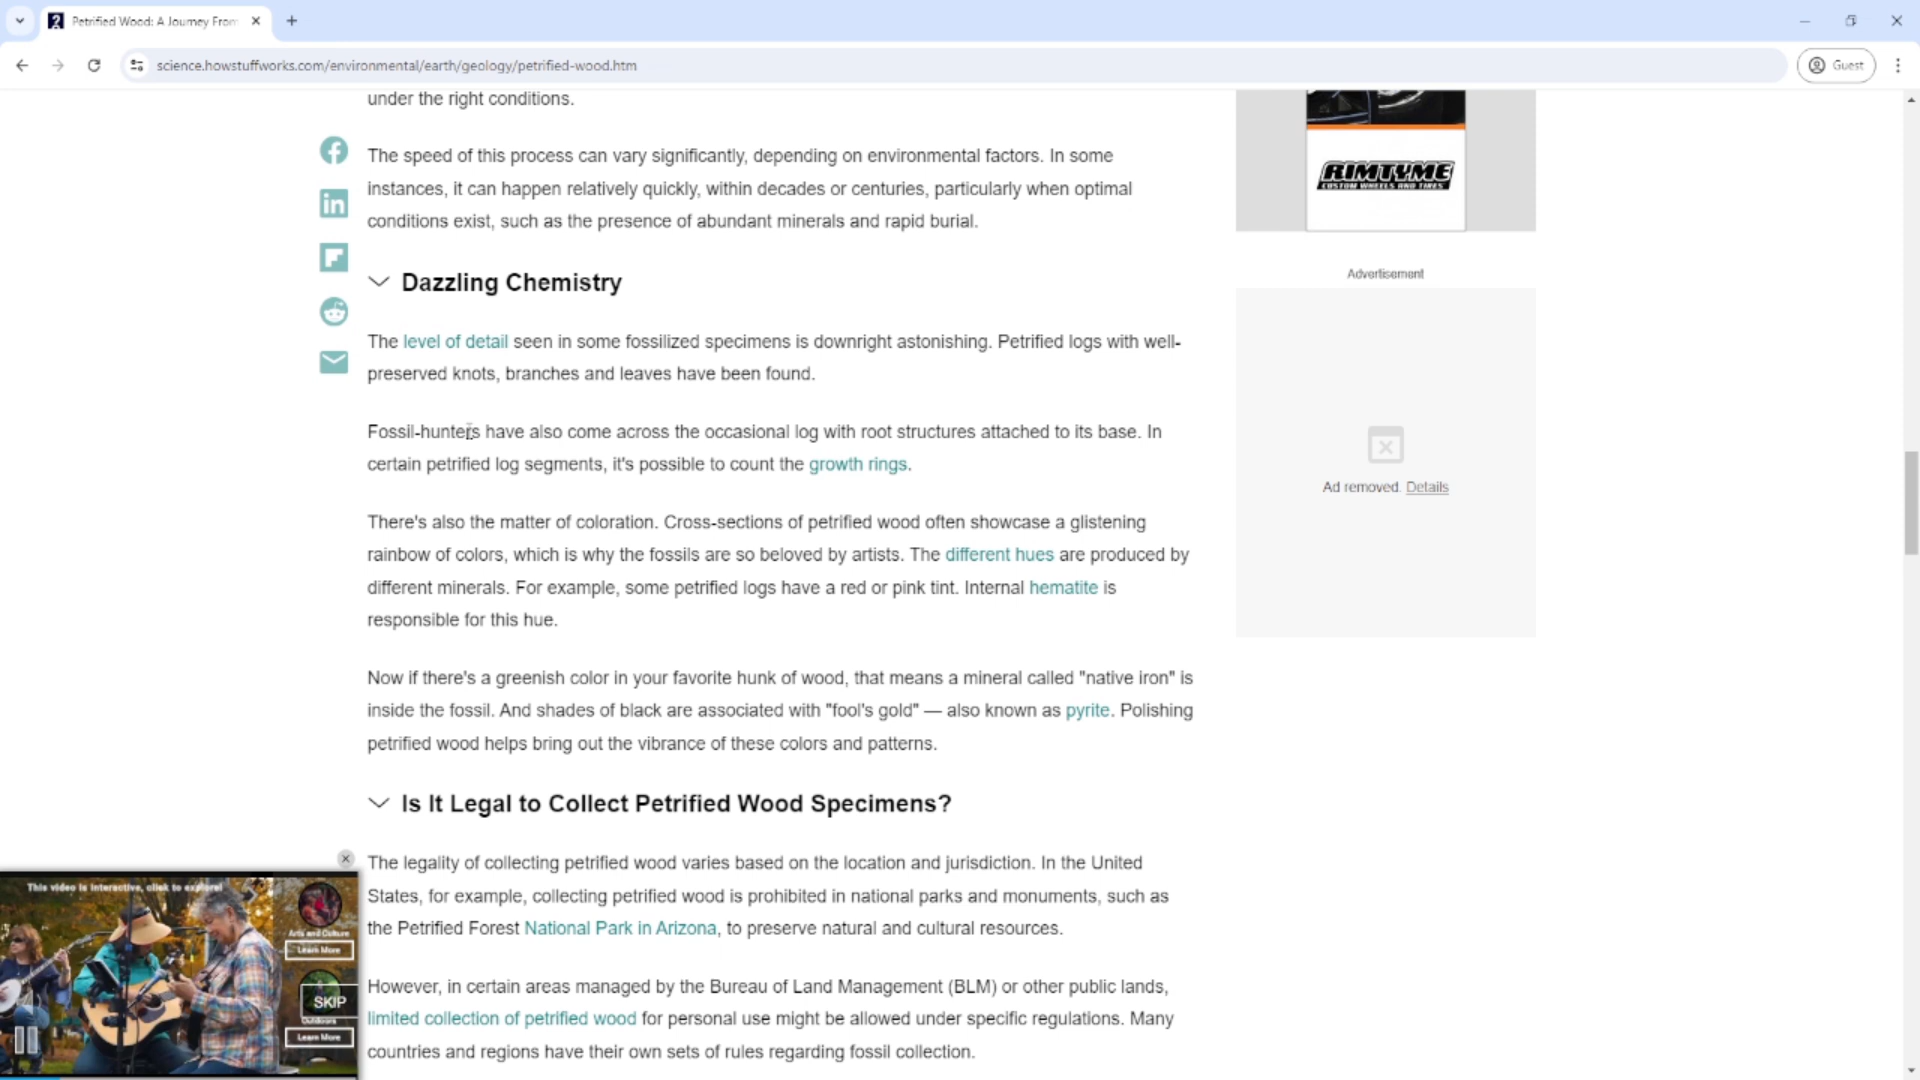 Petrified Wood: A Journey From
science.howstuffworks.com/environmental/earth/geology/petrified-wood.htm
Guest
under the right conditions.
The speed of this process can vary significantly, depending on environmental factors. In some
instances, it can happen relatively quickly, within decades or centuries, particularly when optimal
conditions exist, such as the presence of abundant minerals and rapid burial.
RIMTYME
CUSTOM WHEELS AND TIRES
Advertisement
Ad removed. Details
Dazzling Chemistry
The level of detail seen in some fossilized specimens is downright astonishing. Petrified logs with well-
preserved knots, branches and leaves have been found.
Fossil-hunters have also come across the occasional log with root structures attached to its base. In
certain petrified log segments, it's possible to count the growth rings.
There's also the matter of coloration. Cross-sections of petrified wood often showcase a glistening
rainbow of colors, which is why the fossils are so beloved by artists. The different hues are produced by
different minerals. For example, some petrified logs have a red or pink tint. Internal hematite is
responsible for this hue.
Now if there's a greenish color in your favorite hunk of wood, that means a mineral called "native iron" is
inside the fossil. And shades of black are associated with "fool's gold" — also known as pyrite. Polishing
petrified wood helps bring out the vibrance of these colors and patterns.
Is It Legal to Collect Petrified Wood Specimens?
The legality of collecting petrified wood varies based on the location and jurisdiction. In the United
States, for example, collecting petrified wood is prohibited in national parks and monuments, such as
the Petrified Forest National Park in Arizona, to preserve natural and cultural resources.
However, in certain areas managed by the Bureau of Land Management (BLM) or other public lands,
limited collection of petrified wood for personal use might be allowed under specific regulations. Many
countries and regions have their own sets of rules regarding fossil collection.
This video is interactive, click to explore!
Arts and Culture
Learn More
SKIP
Outdoors
Learn More